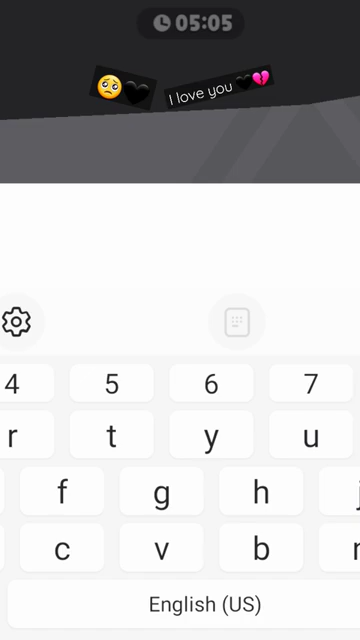 05:05
🥺🖤
I love you 🖤💔
4 5 6 7
r t y u
f g h j
c v b
English (US)